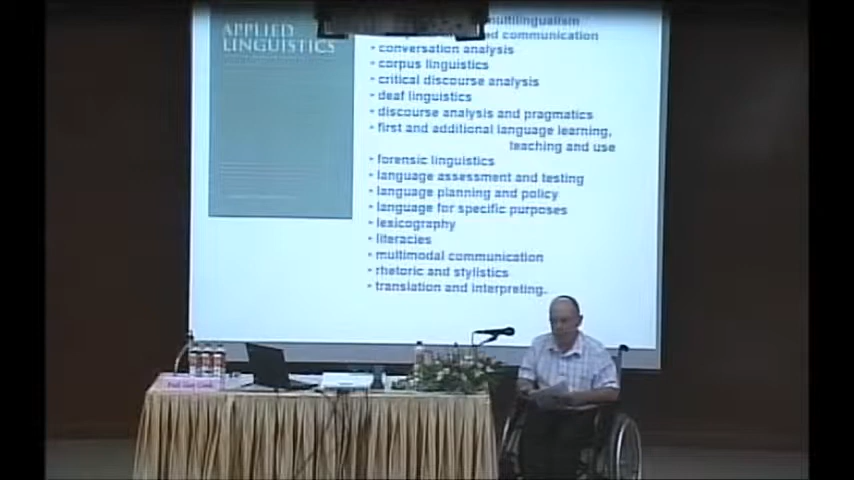 APPLIED
LINGUISTICS
multilingualism
communication
- conversation analysis
- corpus linguistics
- critical discourse analysis
- deaf linguistics
- discourse analysis and pragmatics
- first and additional language learning,
teaching and use
- forensic linguistics
- language assessment and testing
- language planning and policy
- language for specific purposes
- lexicography
- literacies
- multimodal communication
- rhetoric and stylistics
- translation and interpreting.
Prof.